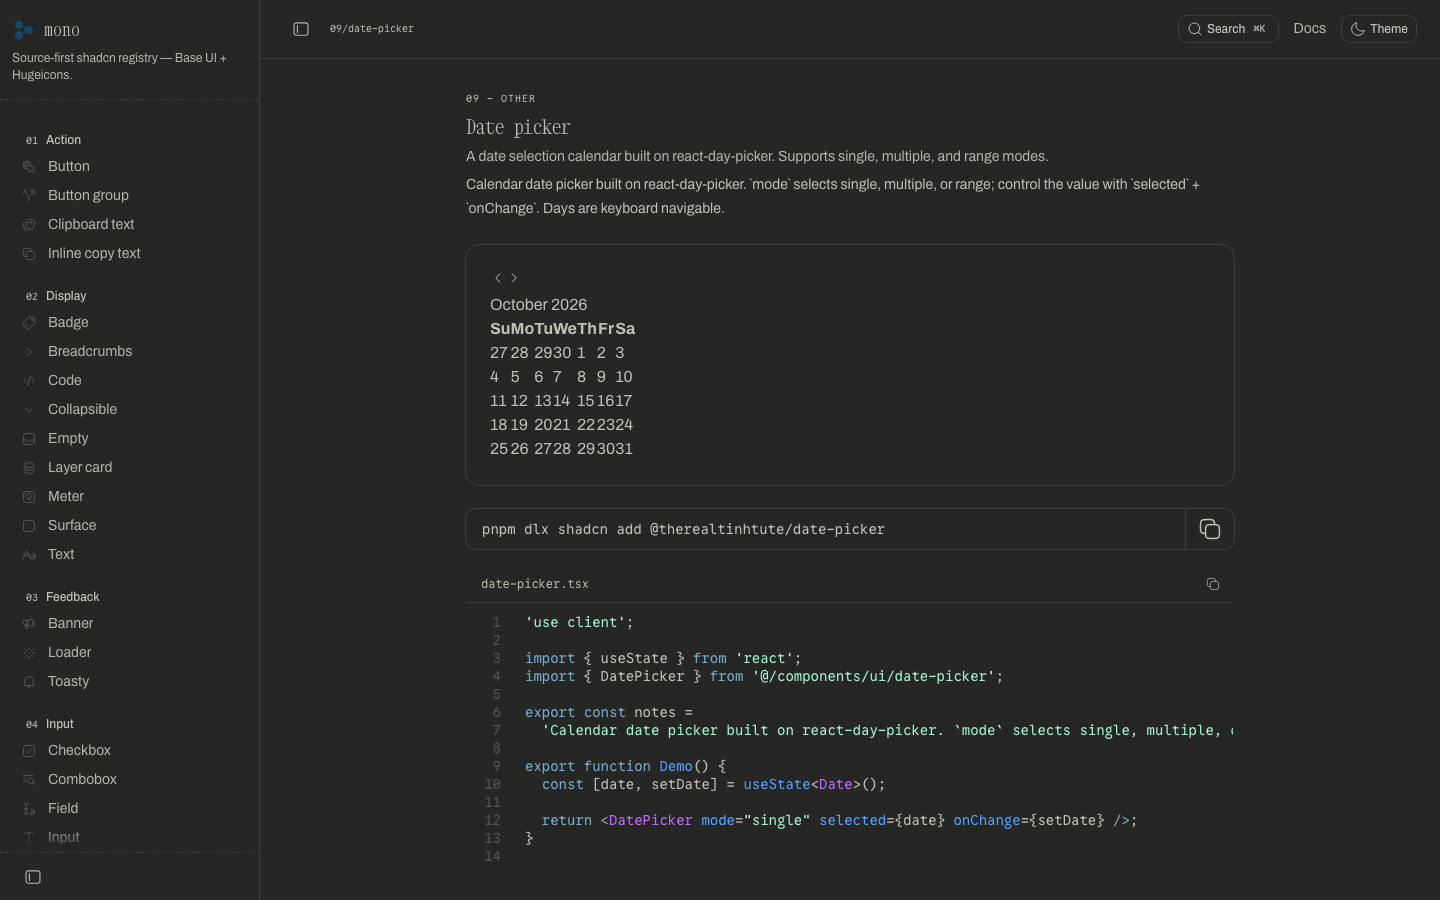 mono
Source-first shadcn registry — Base UI +
Hugeicons.
01 Action
Button
Button group
Clipboard text
Inline copy text
02 Display
Badge
Breadcrumbs
Code
Collapsible
Empty
Layer card
Meter
Surface
Text
03 Feedback
Banner
Loader
Toasty
04 Input
Checkbox
Combobox
Field
Input
09/date-picker
Search ⌘K
Docs
Theme
09 — OTHER
Date picker
A date selection calendar built on react-day-picker. Supports single, multiple, and range modes.
Calendar date picker built on react-day-picker. `mode` selects single, multiple, or range; control the value with `selected` +
`onChange`. Days are keyboard navigable.
October 2026
Su Mo Tu We Th Fr Sa
27 28 29 30 1 2 3
4 5 6 7 8 9 10
11 12 13 14 15 16 17
18 19 20 21 22 23 24
25 26 27 28 29 30 31
pnpm dlx shadcn add @therealtinhtute/date-picker
date-picker.tsx
1 'use client';
2
3 import { useState } from 'react';
4 import { DatePicker } from '@/components/ui/date-picker';
5
6 export const notes =
7 'Calendar date picker built on react-day-picker. `mode` selects single, multiple,
8
9 export function Demo() {
10 const [date, setDate] = useState<Date>();
11
12 return <DatePicker mode="single" selected={date} onChange={setDate} />;
13 }
14